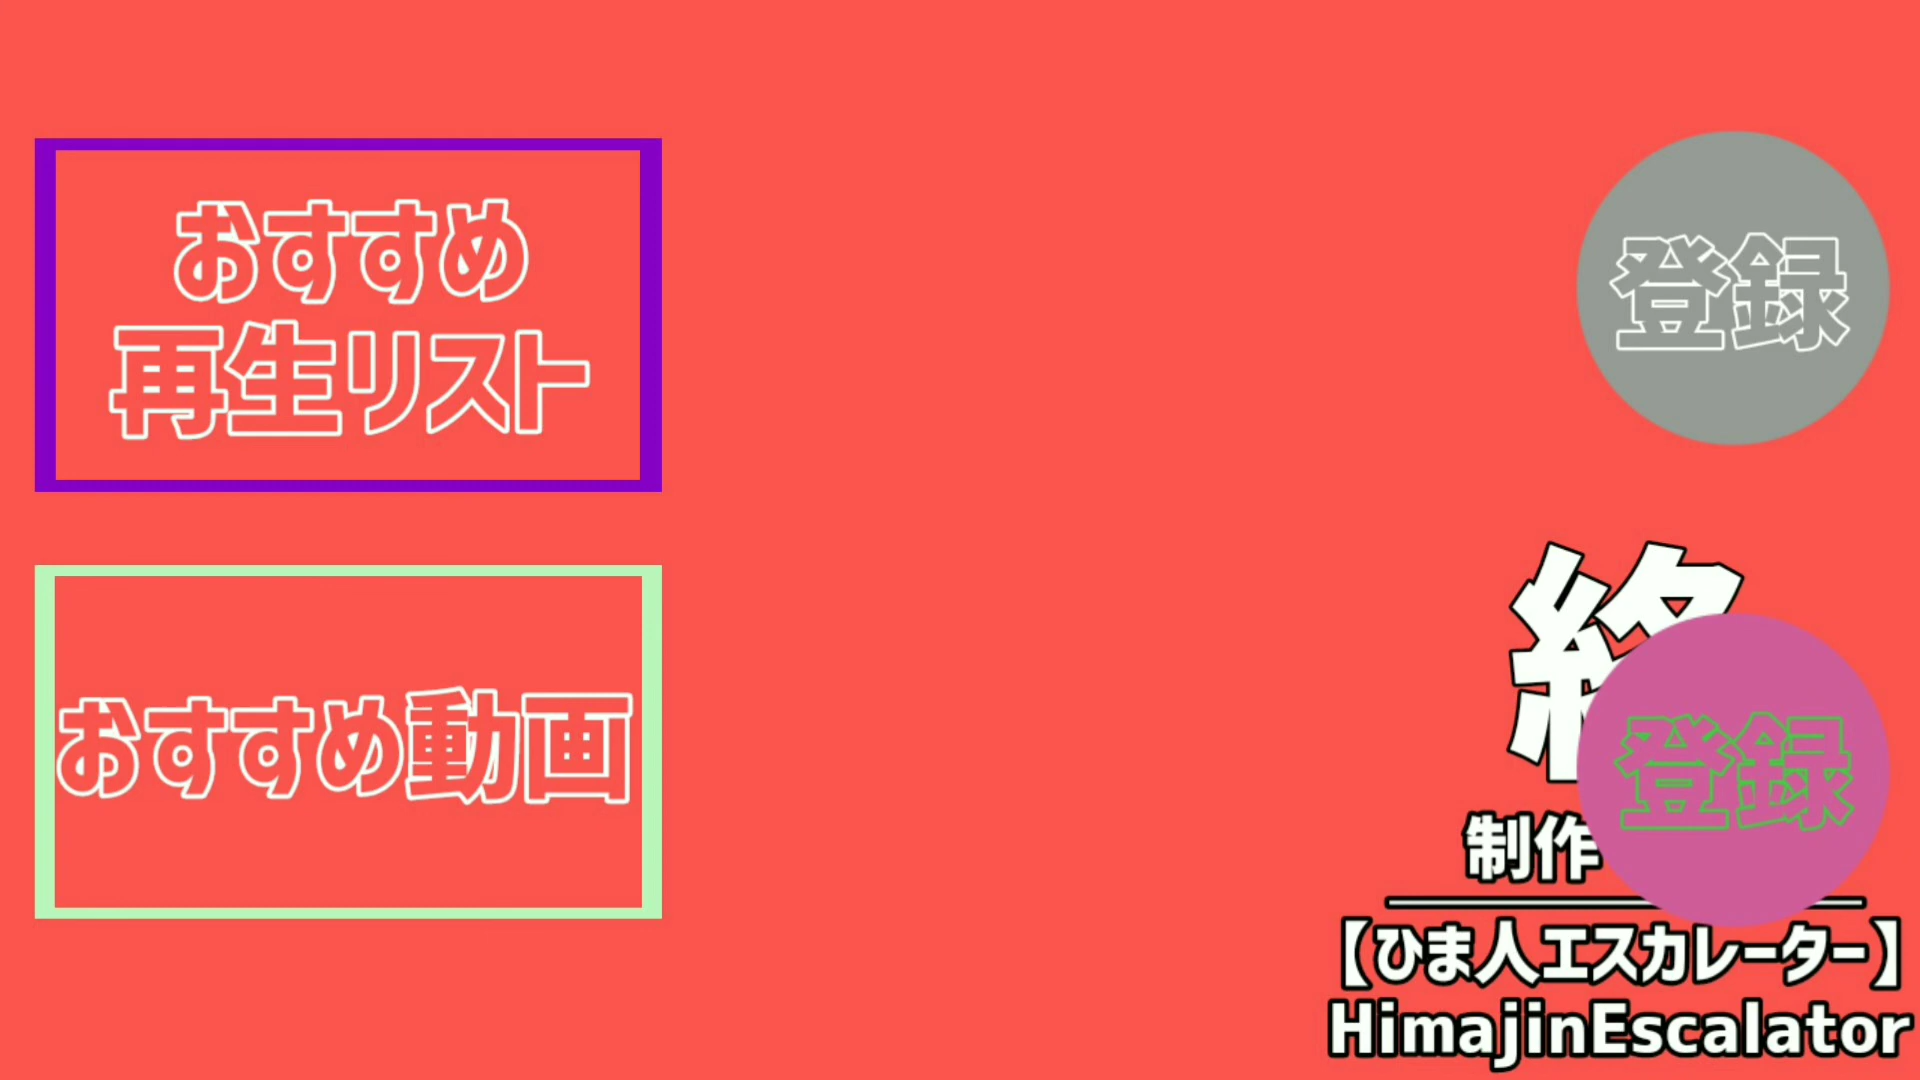 おすすめ
再生リスト
おすすめ動画
登録
終
登録
制作
【ひま人エスカレーター】
HimajinEscalator